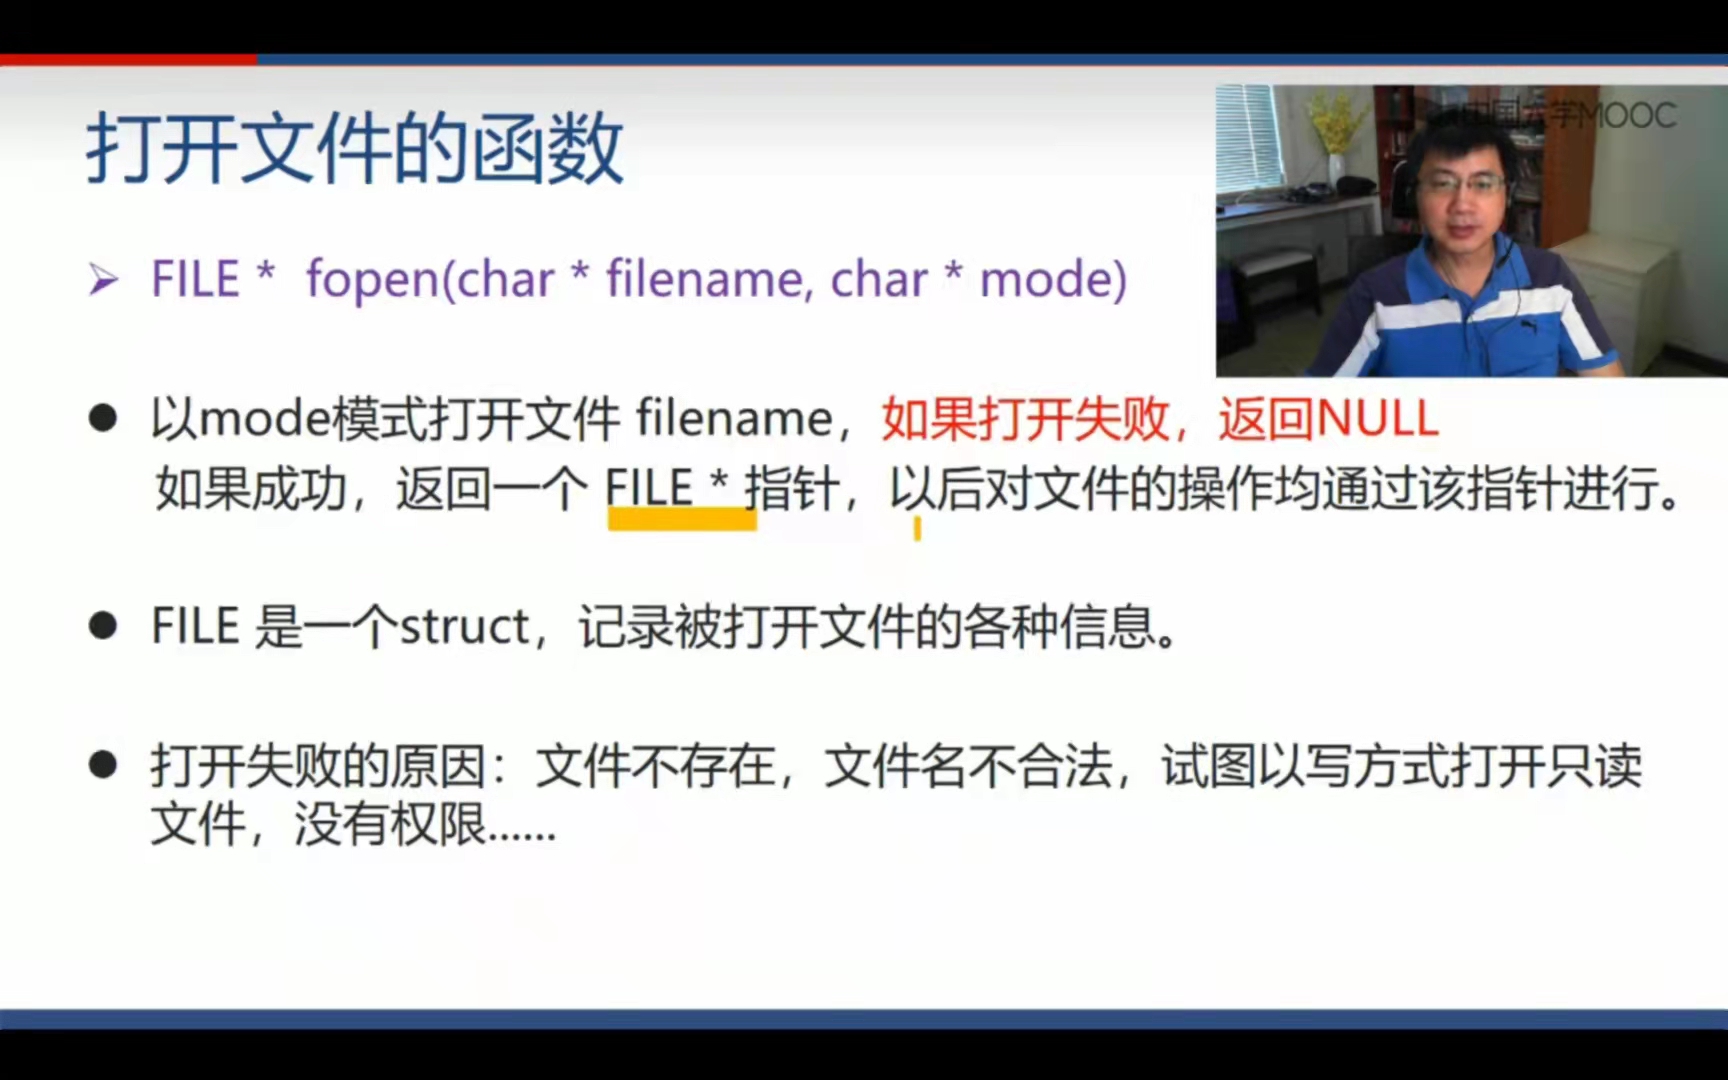 中国大学MOOC
打开文件的函数
FILE * fopen(char * filename, char * mode)
以mode模式打开文件 filename，如果打开失败，返回NULL
如果成功，返回一个 FILE * 指针，以后对文件的操作均通过该指针进行。
FILE 是一个struct，记录被打开文件的各种信息。
打开失败的原因：文件不存在，文件名不合法，试图以写方式打开只读
文件，没有权限......